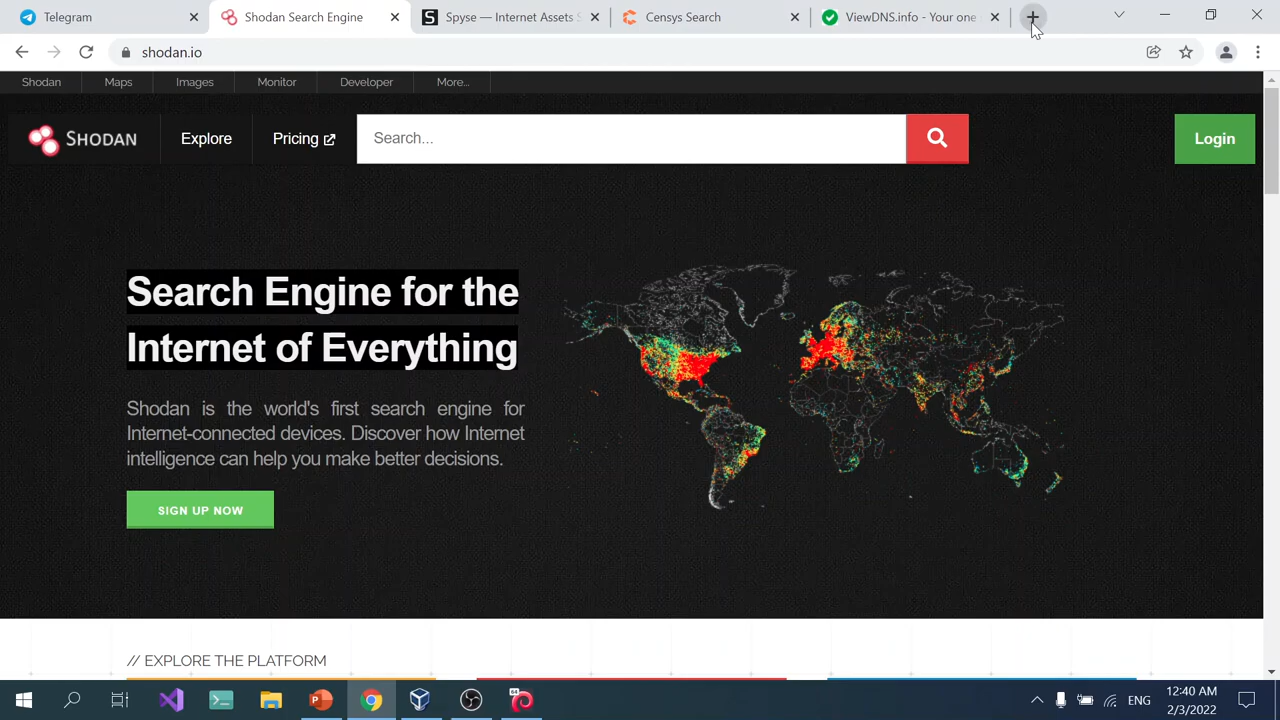 Telegram
Shodan Search Engine
Spyse — Internet Assets S
Censys Search
ViewDNS.info - Your one
shodan.io
Shodan
Maps
Images
Monitor
Developer
More...
SHODAN
Explore
Pricing
Search...
Login
Search Engine for the
Internet of Everything
Shodan is the world's first search engine for
Internet-connected devices. Discover how Internet
intelligence can help you make better decisions.
SIGN UP NOW
// EXPLORE THE PLATFORM
64
ENG
12:40 AM
2/3/2022